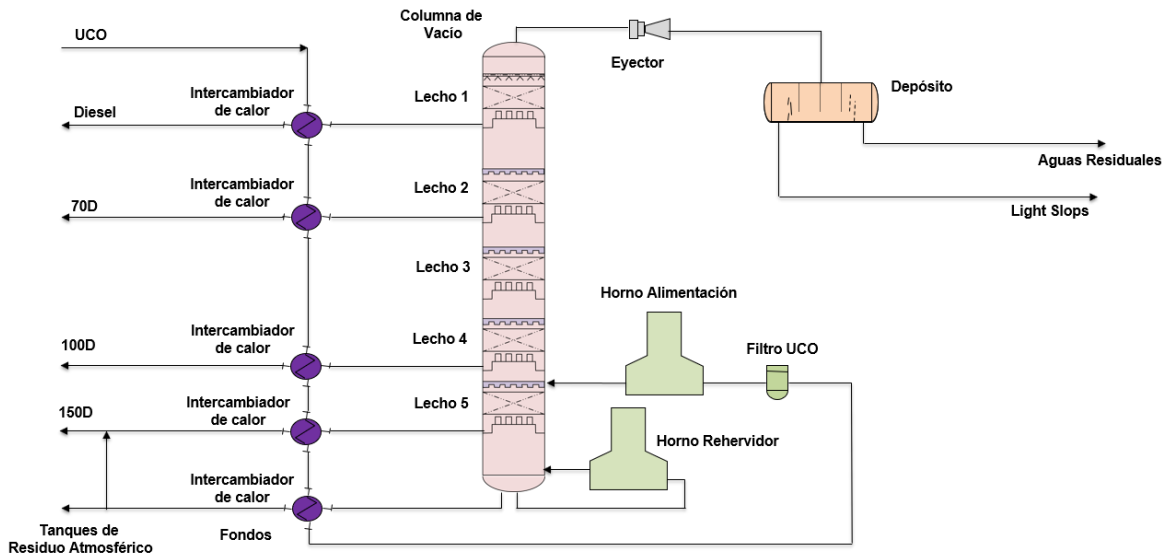 UCO
Columna de
Vacío
Eyector
Depósito
Intercambiador
de calor
Lecho 1
Diesel
Aguas Residuales
Intercambiador
de calor
Lecho 2
70D
Light Slops
Lecho 3
Horno Alimentación
Intercambiador
de calor
Lecho 4
100D
Filtro UCO
Intercambiador
de calor
Lecho 5
150D
Horno Rehervidor
Intercambiador
de calor
Tanques de
Residuo Atmosférico
Fondos